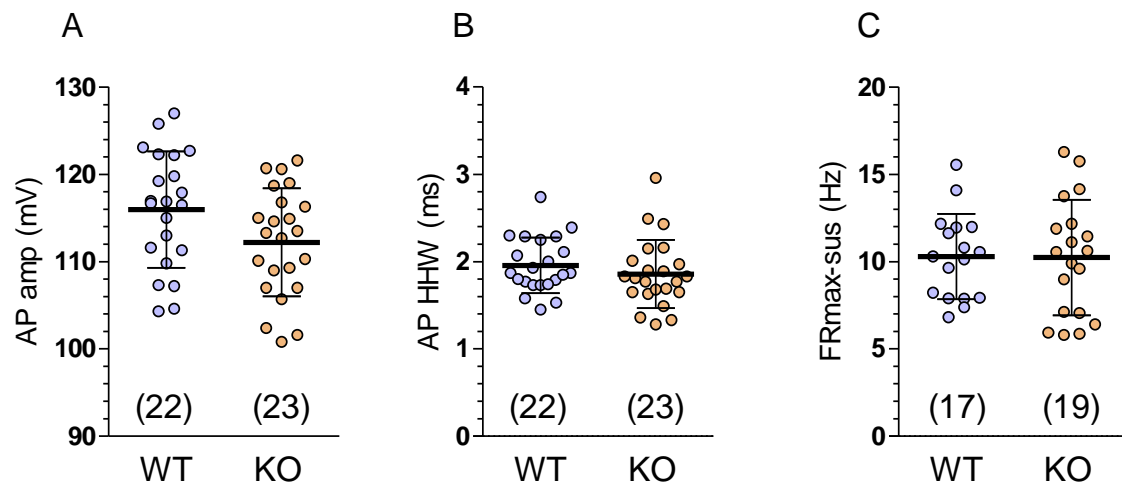 A
AP amp (mV)
130
120
110
100
90
(22)
(23)
WT
KO
B
AP HHW (ms)
4
3
2
1
0
(22)
(23)
WT
KO
C
FRmax-sus (Hz)
20
15
10
5
0
(17)
(19)
WT
KO